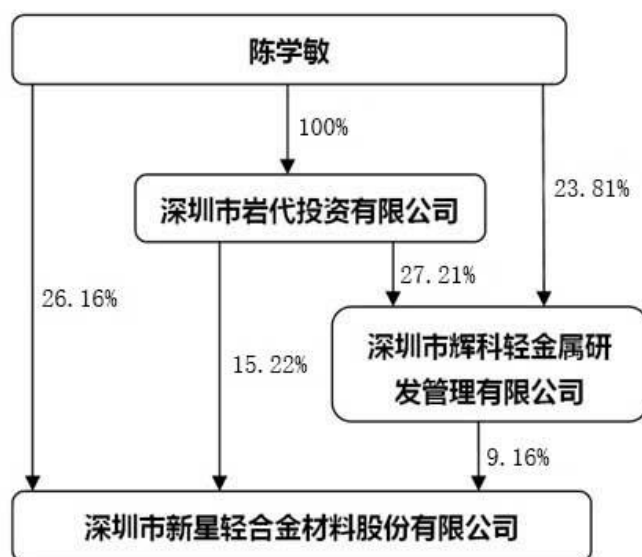 陈学敏
100%
深圳市岩代投资有限公司
23.81%
27.21%
26.16%
深圳市辉科轻金属研
发管理有限公司
15.22%
9.16%
深圳市新星轻合金材料股份有限公司